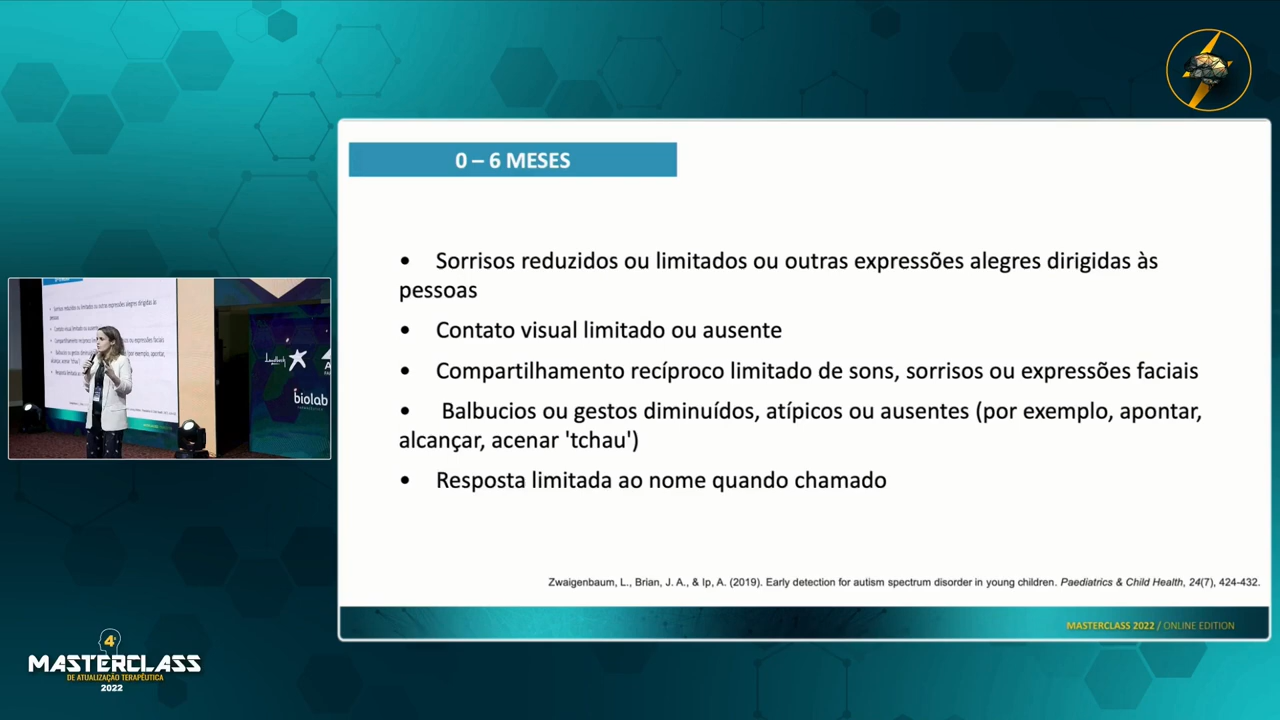 0 – 6 MESES
• Sorrisos reduzidos ou limitados ou outras expressões alegres dirigidas às
pessoas
• Contato visual limitado ou ausente
• Compartilhamento recíproco limitado de sons, sorrisos ou expressões faciais
• Balbucios ou gestos diminuídos, atípicos ou ausentes (por exemplo, apontar,
alcançar, acenar 'tchau')
• Resposta limitada ao nome quando chamado
Zwaigenbaum, L., Brian, J. A., & Ip, A. (2019). Early detection for autism spectrum disorder in young children. Paediatrics & Child Health, 24(7), 424-432.
MASTERCLASS 2022 / ONLINE EDITION
Lundbeck
biolab
4ª
MASTERCLASS
DE ATUALIZAÇÃO TERAPÊUTICA
2022